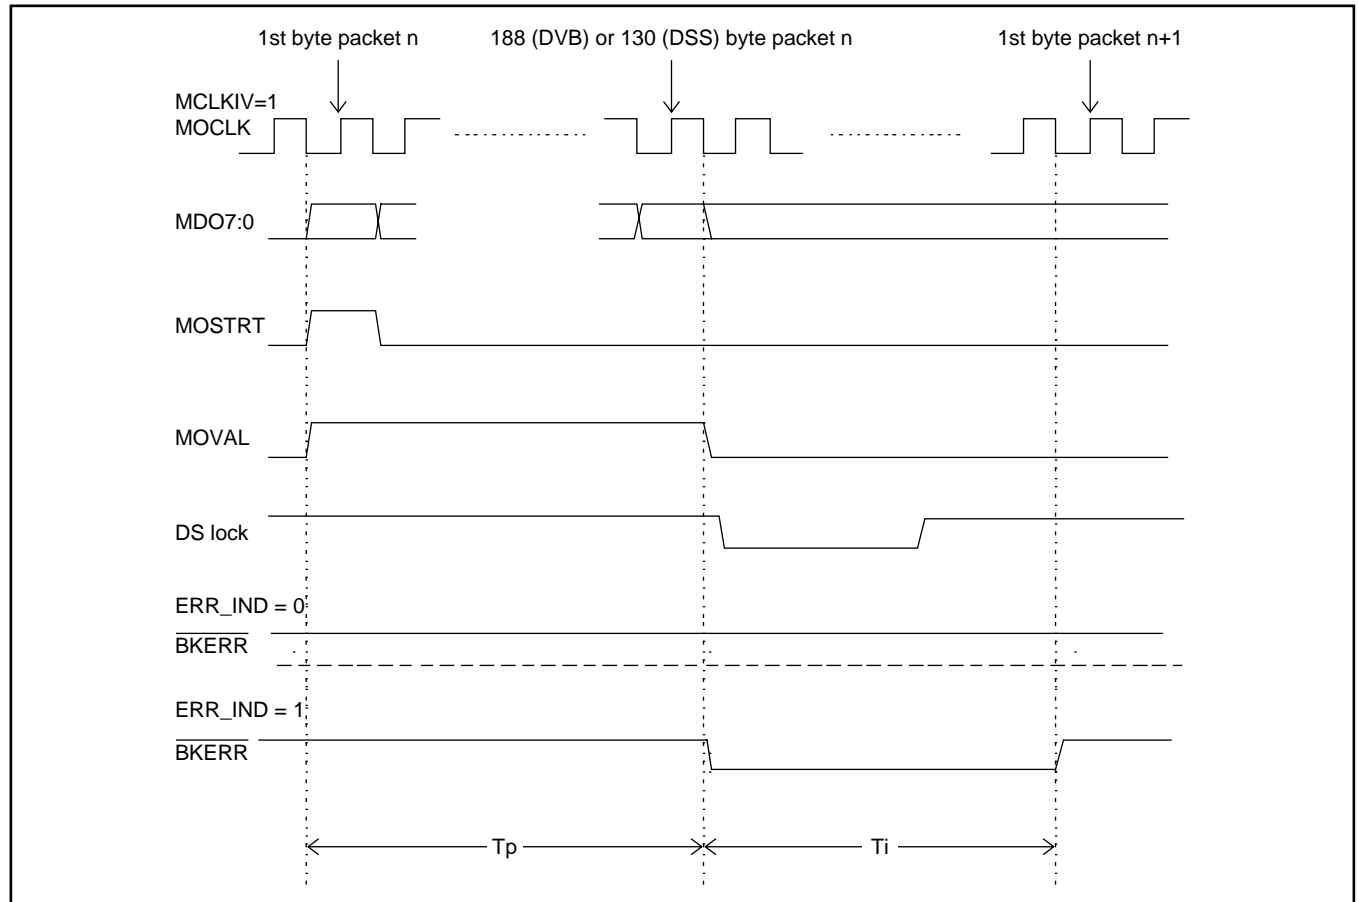 1st byte packet n
188 (DVB) or 130 (DSS) byte packet n
1st byte packet n+1
MCLKIV=1
MOCLK
MDO7:0
MOSTRT
MOVAL
DS lock
ERR_IND = 0
BKERR
ERR_IND = 1
BKERR
Tp
Ti